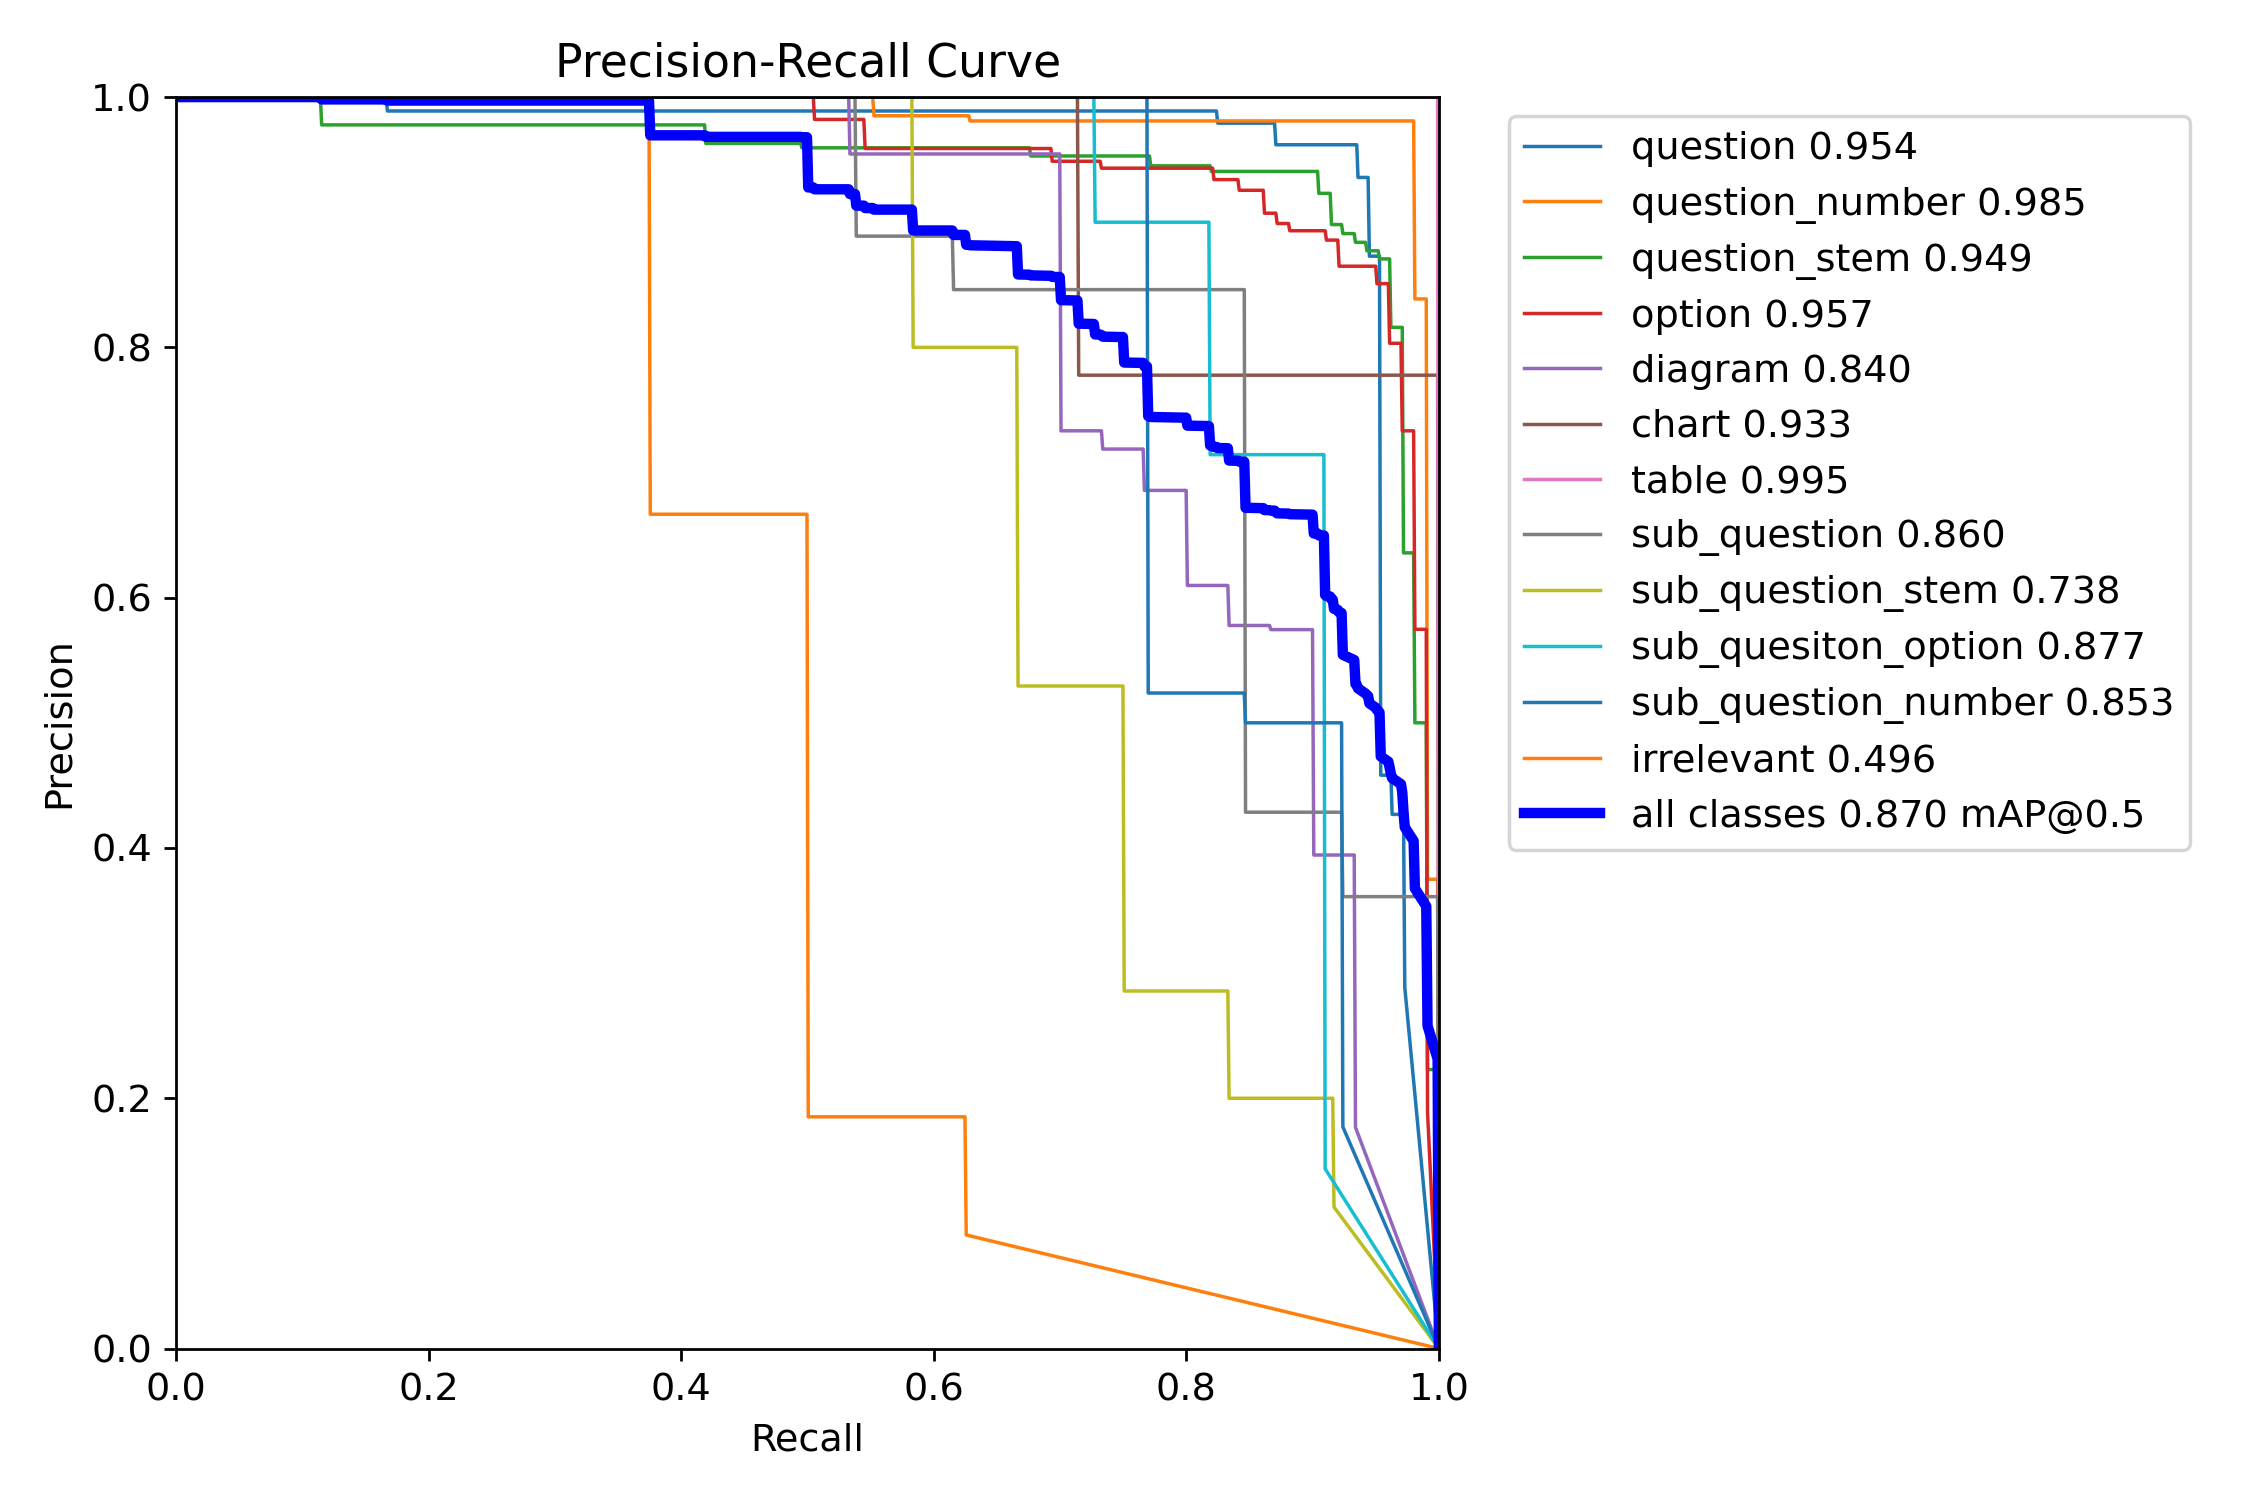 Precision-Recall Curve
1.0
0.8
0.6
0.4
0.2
0.0
Precision
0.0 0.2 0.4 0.6 0.8 1.0
Recall
question 0.954
question_number 0.985
question_stem 0.949
option 0.957
diagram 0.840
chart 0.933
table 0.995
sub_question 0.860
sub_question_stem 0.738
sub_quesiton_option 0.877
sub_question_number 0.853
irrelevant 0.496
all classes 0.870 mAP@0.5